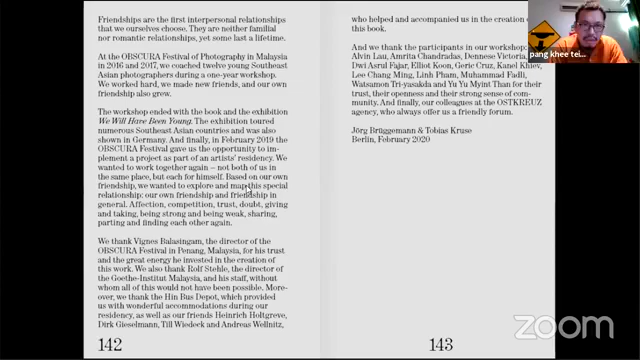 Friendships are the first interpersonal relationships
that we ourselves choose. They are neither familial
nor romantic relationships, yet some last a lifetime.
At the OBSCURA Festival of Photography in Malaysia
in 2016 and 2017, we coached twelve young Southeast
Asian photographers during a one-year workshop.
We worked hard, we made new friends, and our own
friendship also grew.
The workshop ended with the book and the exhibition
We Will Have Been Young. The exhibition toured
numerous Southeast Asian countries and was also
shown in Germany. And finally, in February 2019 the
OBSCURA Festival gave us the opportunity to im-
plement a project as part of an artists' residency. We
wanted to work together again – not both of us in
the same place, but each for himself. Based on our own
friendship, we wanted to explore and map this special
relationship: our own friendship and friendship in
general. Affection, competition, trust, doubt, giving
and taking, being strong and being weak, sharing,
parting and finding each other again.
We thank Vignes Balasingam, the director of the
OBSCURA Festival in Penang, Malaysia, for his trust
and the great energy he invested in the creation of
this work. We also thank Rolf Stehle, the director of
the Goethe-Institut Malaysia, and his staff, without
whom all of this would not have been possible. More-
over, we thank the Hin Bus Depot, which provided
us with wonderful accommodations during our
residency, as well as our friends Heinrich Holtgreve,
Dirk Gieselmann, Till Wiedeck and Andreas Wellnitz,
142
who helped and accompanied us in the creation of
this book.
And we thank the participants in our workshop:
Alvin Lau, Amrita Chandradas, Dennese Victoria,
Dwi Asrul Fajar, Elliot Koon, Geric Cruz, Kanel Khiev,
Lee Chang Ming, Linh Pham, Muhammad Fadli,
Watsamon Tri-yasakda and Yu Yu Myint Than for their
trust, their openness and their strong sense of com-
munity. And finally, our colleagues at the OSTKREUZ
agency, who always offer us a friendly forum.
Jörg Brüggemann & Tobias Kruse
Berlin, February 2020
143
pang khee tei...
zoom